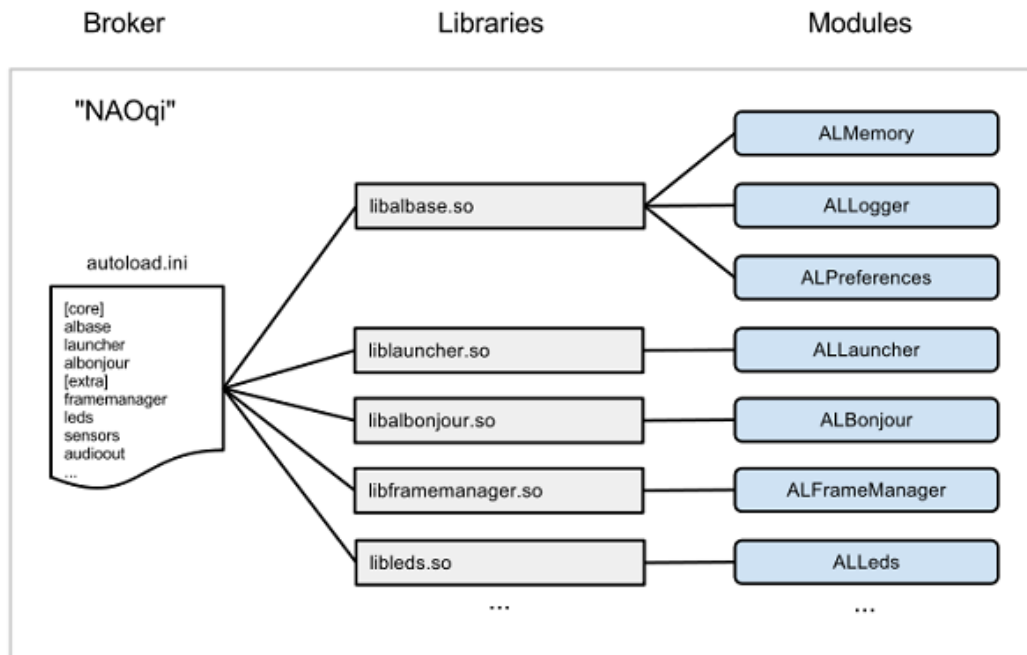 Broker
Libraries
Modules
"NAOqi"
autoload.ini
[core]
albase
launcher
albonjour
[extra]
framemanager
leds
sensors
audioout
...
libalbase.so
liblauncher.so
libalbonjour.so
libframemanager.so
libleds.so
...
ALMemory
ALLogger
ALPreferences
ALLauncher
ALBonjour
ALFrameManager
ALLeds
...